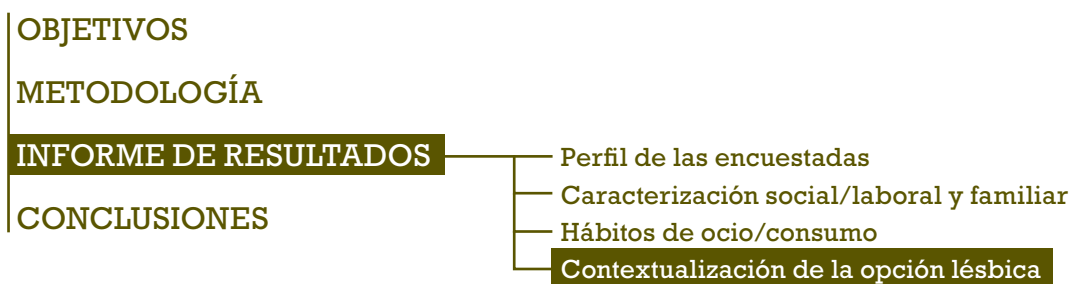 OBJETIVOS
METODOLOGÍA
INFORME DE RESULTADOS
CONCLUSIONES
Perfil de las encuestadas
Caracterización social/laboral y familiar
Hábitos de ocio/consumo
Contextualización de la opción lésbica